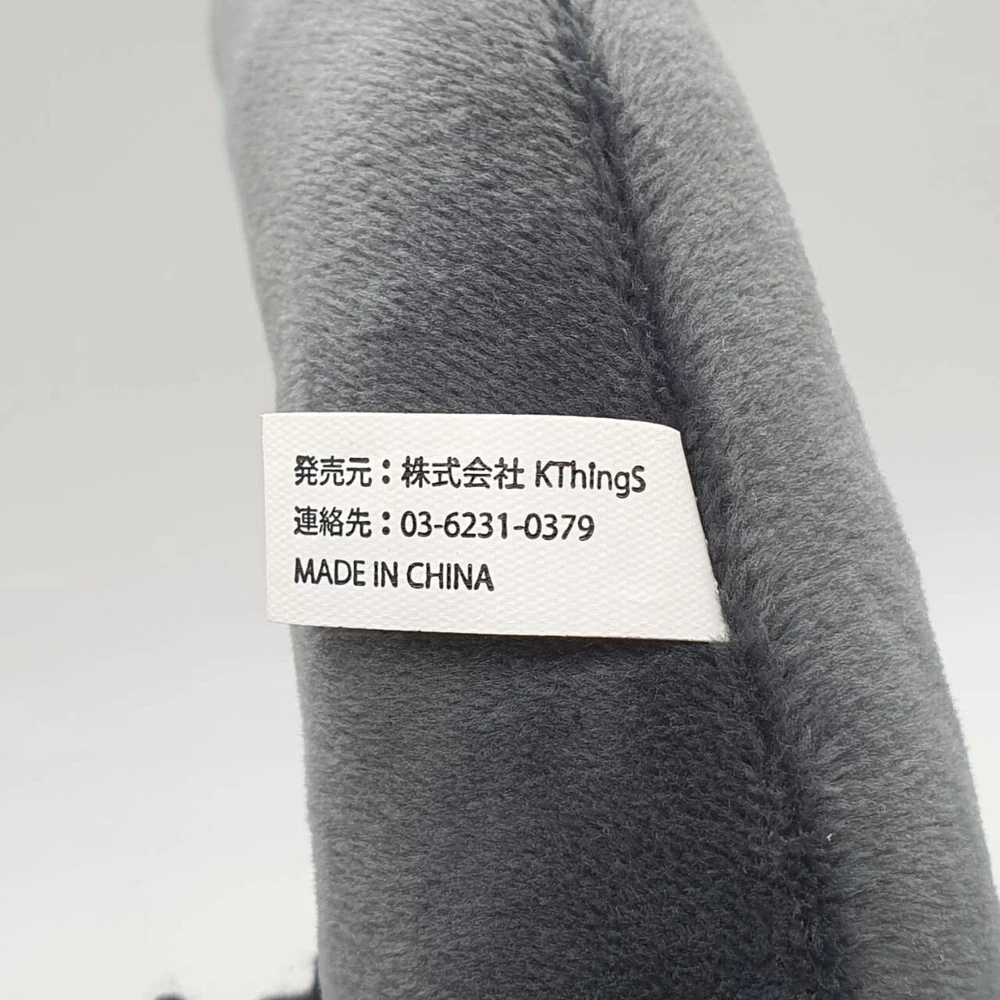 発売元：株式会社 KThingS
連絡先：03-6231-0379
MADE IN CHINA